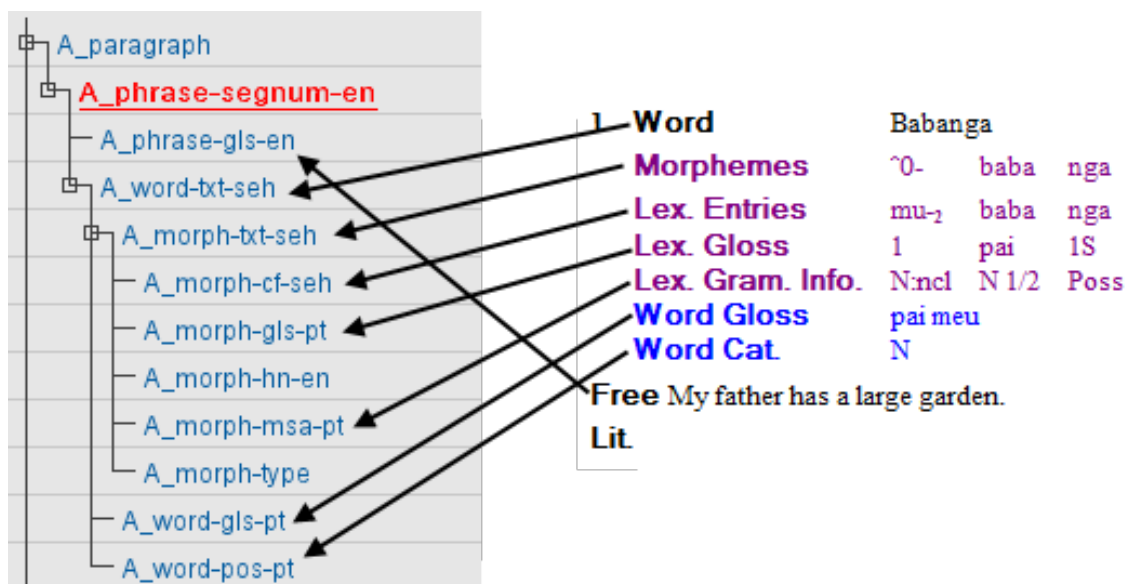 A_paragraph
A_phrase-segnum-en
A_phrase-gls-en
A_word-txt-seh
A_morph-txt-seh
A_morph-cf-seh
A_morph-gls-pt
A_morph-hn-en
A_morph-msa-pt
A_morph-type
A_word-gls-pt
A_word-pos-pt
1 Word Babanga
Morphemes ^0- baba nga
Lex. Entries mu-₂ baba nga
Lex. Gloss 1 pai 1S
Lex. Gram. Info. N:ncl N 1/2 Poss
Word Gloss pai meu
Word Cat. N
Free My father has a large garden.
Lit.